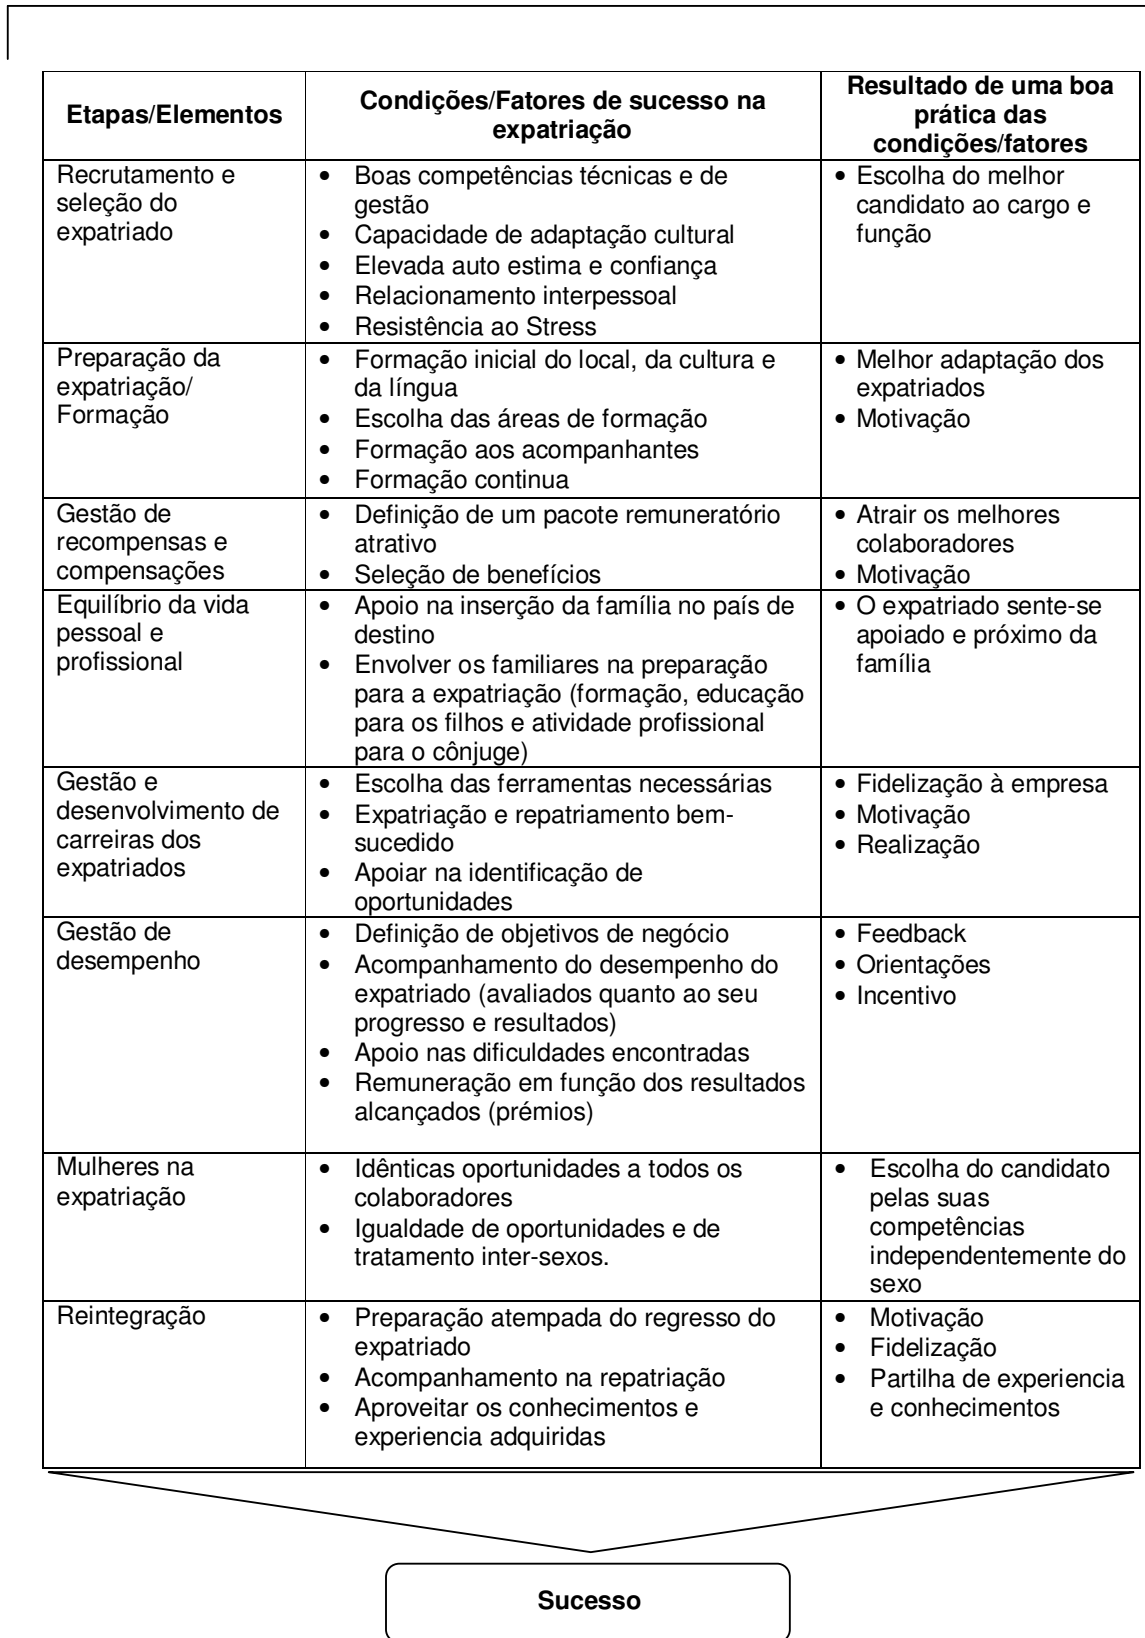 Etapas/Elementos
Condições/Fatores de sucesso na
expatriação
Resultado de uma boa
prática das
condições/fatores
Recrutamento e
seleção do
expatriado
• Boas competências técnicas e de
gestão
• Capacidade de adaptação cultural
• Elevada auto estima e confiança
• Relacionamento interpessoal
• Resistência ao Stress
• Escolha do melhor
candidato ao cargo e
função
Preparação da
expatriação/
Formação
• Formação inicial do local, da cultura e
da língua
• Escolha das áreas de formação
• Formação aos acompanhantes
• Formação continua
• Melhor adaptação dos
expatriados
• Motivação
Gestão de
recompensas e
compensações
• Definição de um pacote remuneratório
atrativo
• Seleção de benefícios
• Atrair os melhores
colaboradores
• Motivação
Equilíbrio da vida
pessoal e
profissional
• Apoio na inserção da família no país de
destino
• Envolver os familiares na preparação
para a expatriação (formação, educação
para os filhos e atividade profissional
para o cônjuge)
• O expatriado sente-se
apoiado e próximo da
família
Gestão e
desenvolvimento de
carreiras dos
expatriados
• Escolha das ferramentas necessárias
• Expatriação e repatriamento bem-
sucedido
• Apoiar na identificação de
oportunidades
• Fidelização à empresa
• Motivação
• Realização
Gestão de
desempenho
• Definição de objetivos de negócio
• Acompanhamento do desempenho do
expatriado (avaliados quanto ao seu
progresso e resultados)
• Apoio nas dificuldades encontradas
• Remuneração em função dos resultados
alcançados (prémios)
• Feedback
• Orientações
• Incentivo
Mulheres na
expatriação
• Idênticas oportunidades a todos os
colaboradores
• Igualdade de oportunidades e de
tratamento inter-sexos.
• Escolha do candidato
pelas suas
competências
independentemente do
sexo
Reintegração
• Preparação atempada do regresso do
expatriado
• Acompanhamento na repatriação
• Aproveitar os conhecimentos e
experiencia adquiridas
• Motivação
• Fidelização
• Partilha de experiencia
e conhecimentos
Sucesso